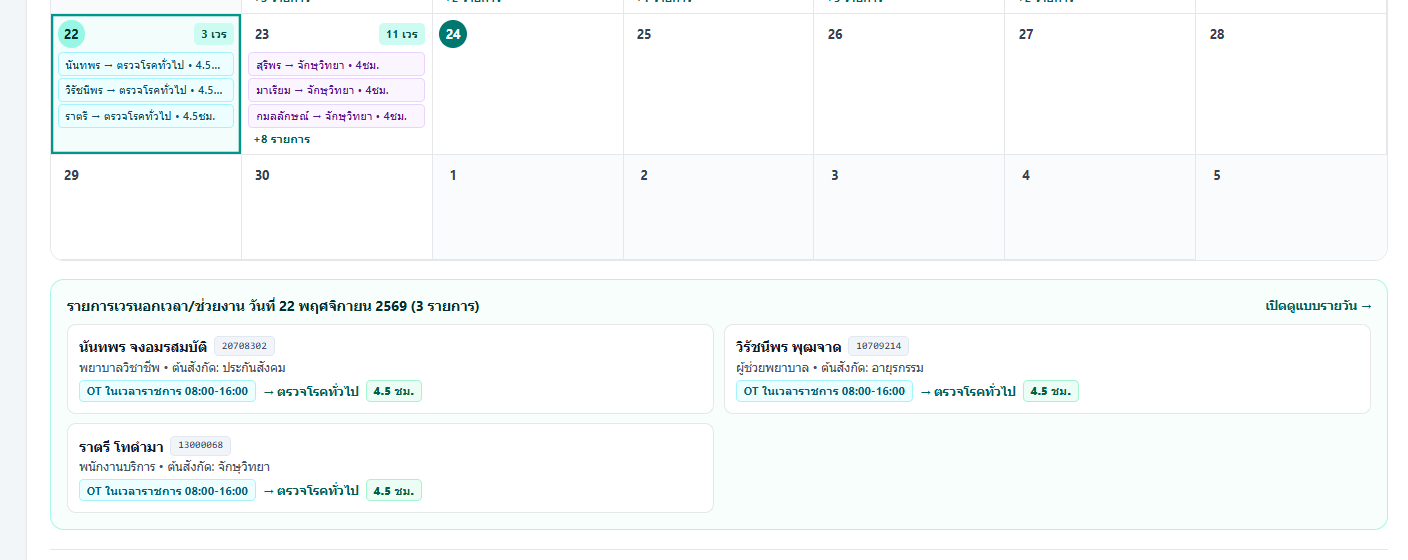 22 3 เวร 23 11 เวร 24 25 26 27 28
นันทพร → ตรวจโรคทั่วไป • 4.5... สุรีพร → จักษุวิทยา • 4ชม.
วิรัชนีพร → ตรวจโรคทั่วไป • 4.5... มาเรียม → จักษุวิทยา • 4ชม.
ราตรี → ตรวจโรคทั่วไป • 4.5ชม. กมลลักษณ์ → จักษุวิทยา • 4ชม.
+8 รายการ
29 30 1 2 3 4 5
รายการเวรนอกเวลา/ช่วยงาน วันที่ 22 พฤศจิกายน 2569 (3 รายการ) เปิดดูแบบรายวัน →
นันทพร จงอมรสมบัติ 20708302
พยาบาลวิชาชีพ • ต้นสังกัด: ประกันสังคม
OT ในเวลาราชการ 08:00-16:00 → ตรวจโรคทั่วไป 4.5 ชม.
วิรัชนีพร พุฒจาด 10709214
ผู้ช่วยพยาบาล • ต้นสังกัด: อายุรกรรม
OT ในเวลาราชการ 08:00-16:00 → ตรวจโรคทั่วไป 4.5 ชม.
ราตรี โทดำมา 13000068
พนักงานบริการ • ต้นสังกัด: จักษุวิทยา
OT ในเวลาราชการ 08:00-16:00 → ตรวจโรคทั่วไป 4.5 ชม.